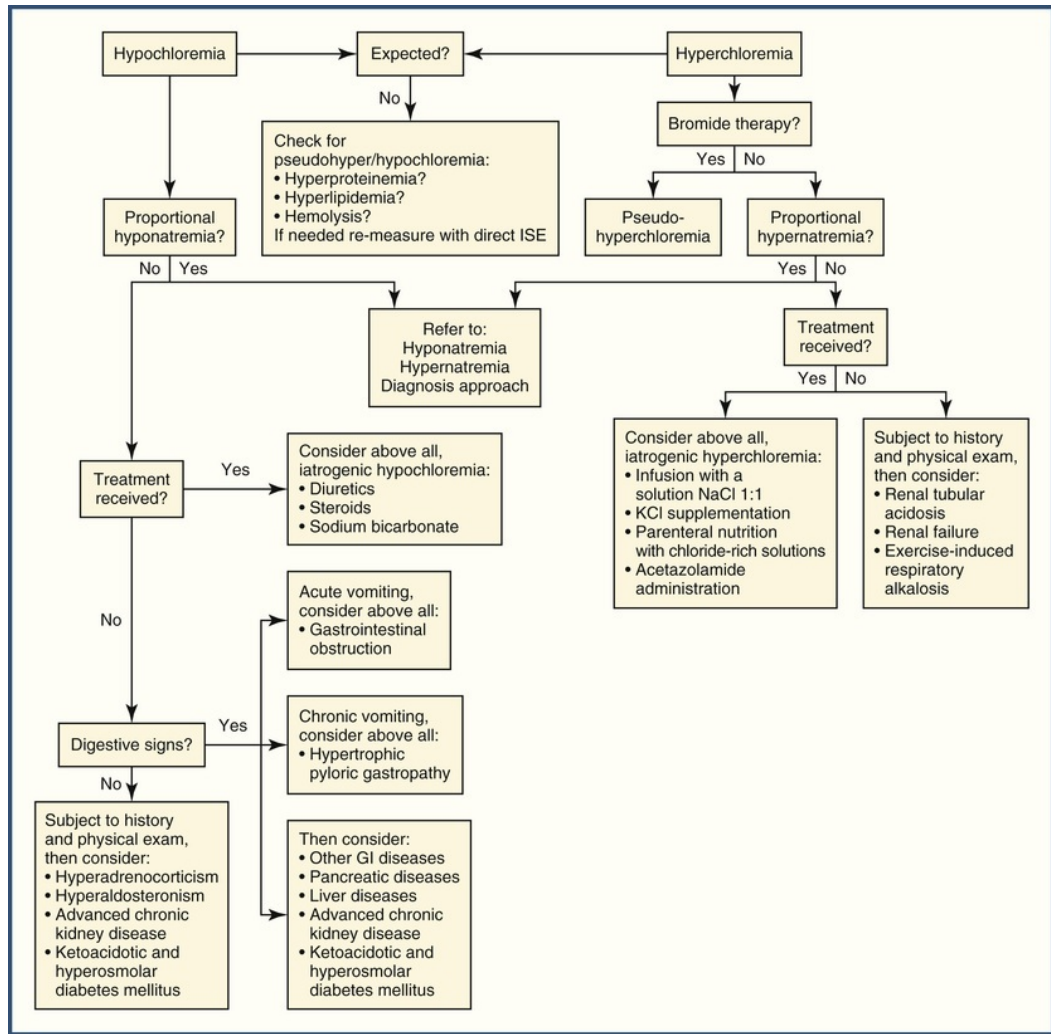 Hypochloremia
Expected?
Hyperchloremia
No
Bromide therapy?
Check for
pseudohyper/hypochloremia:
• Hyperproteinemia?
• Hyperlipidemia?
• Hemolysis?
If needed re-measure with direct ISE
Yes
No
Proportional
hyponatremia?
Pseudo-
hyperchloremia
Proportional
hypernatremia?
No
Yes
Yes
No
Refer to:
Hyponatremia
Hypernatremia
Diagnosis approach
Treatment
received?
Yes
No
Treatment
received?
Yes
Consider above all,
iatrogenic hypochloremia:
• Diuretics
• Steroids
• Sodium bicarbonate
Consider above all,
iatrogenic hyperchloremia:
• Infusion with a
solution NaCl 1:1
• KCl supplementation
• Parenteral nutrition
with chloride-rich solutions
• Acetazolamide
administration
Subject to history
and physical exam,
then consider:
• Renal tubular
acidosis
• Renal failure
• Exercise-induced
respiratory
alkalosis
No
Acute vomiting,
consider above all:
• Gastrointestinal
obstruction
Digestive signs?
Yes
Chronic vomiting,
consider above all:
• Hypertrophic
pyloric gastropathy
No
Subject to history
and physical exam,
then consider:
• Hyperadrenocorticism
• Hyperaldosteronism
• Advanced chronic
kidney disease
• Ketoacidotic and
hyperosmolar
diabetes mellitus
Then consider:
• Other GI diseases
• Pancreatic diseases
• Liver diseases
• Advanced chronic
kidney disease
• Ketoacidotic and
hyperosmolar
diabetes mellitus